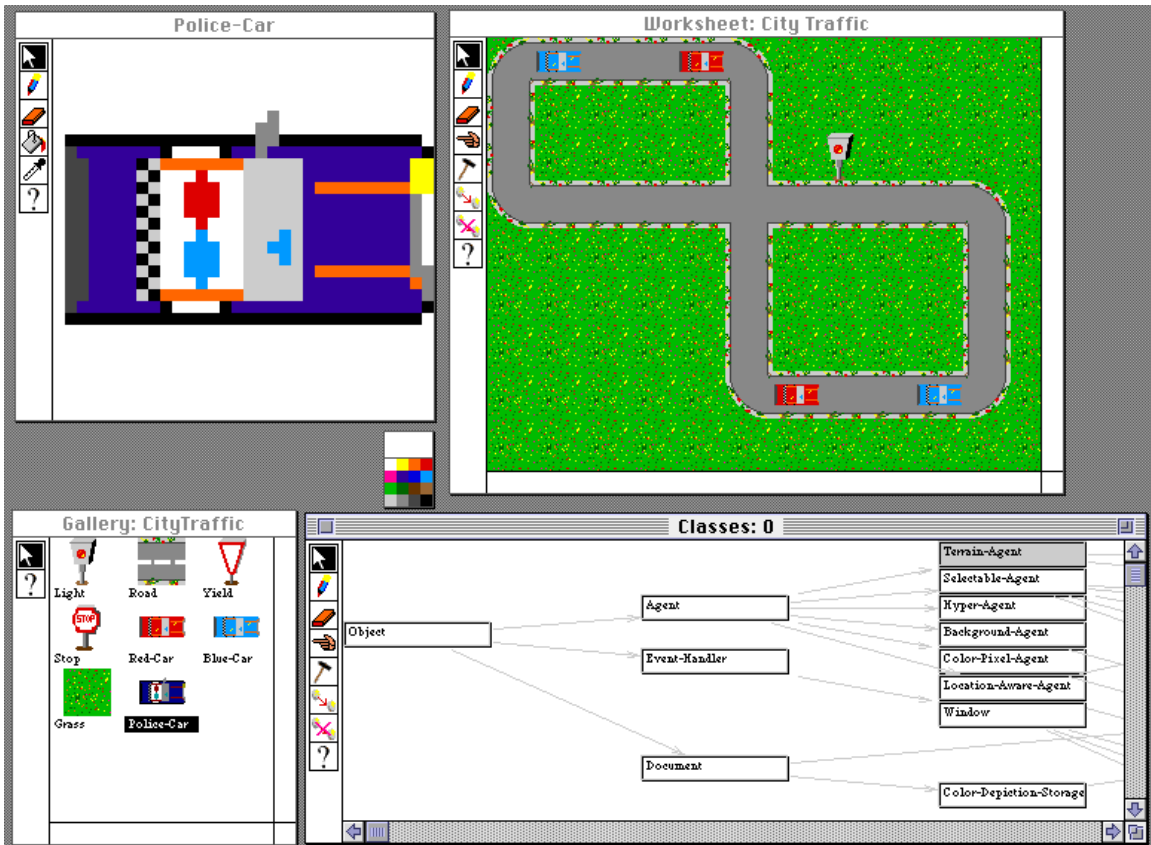 Police-Car
?
Worksheet: City Traffic
?
Gallery: CityTraffic
?
Light
Road
Yield
STOP
Stop
Red-Car
Blue-Car
Grass
Police-Car
Classes: 0
?
Object
Agent
Event-Handler
Document
Terrain-Agent
Selectable-Agent
Hyper-Agent
Background-Agent
Color-Pixel-Agent
Location-Aware-Agent
Window
Color-Depiction-Storage